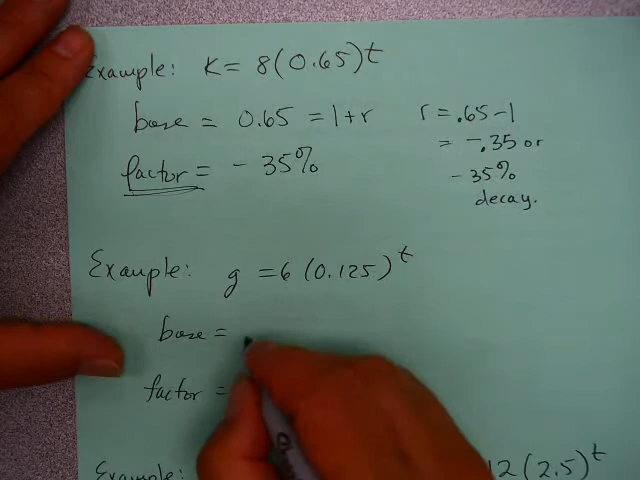 Example: K = 8(0.65)^t
base = 0.65 = 1+r
factor = - 35%
r = .65 - 1
= -.35 or
- 35%
decay.
Example: g = 6(0.125)^t
base =
factor =
Example: 12(2.5)^t